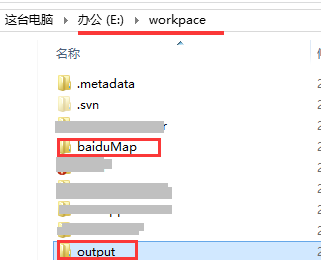 这台电脑 办公 (E:) workpace
名称
.metadata
.svn
baiduMap
output